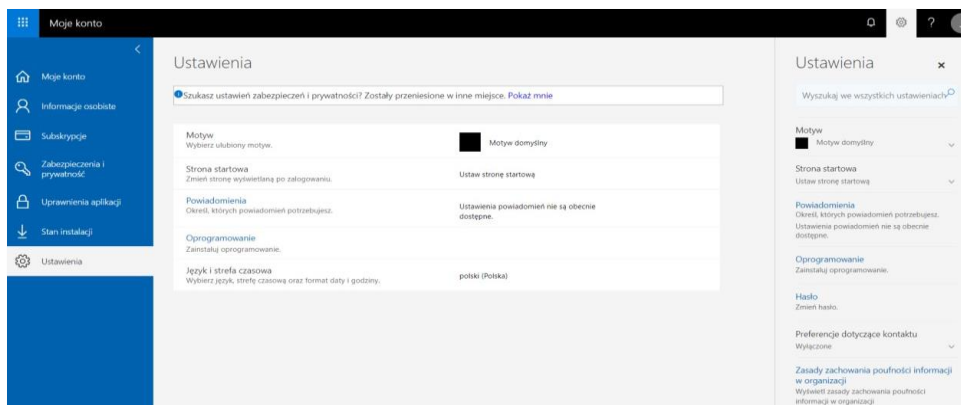 Moje konto
?
Moje konto
Informacje osobiste
Subskrypcje
Zabezpieczenia i
prywatność
Uprawnienia aplikacji
Stan instalacji
Ustawienia
Ustawienia
Szukasz ustawień zabezpieczeń i prywatności? Zostały przeniesione w inne miejsce. Pokaż mnie
Motyw
Wybierz ulubiony motyw.
Motyw domyślny
Strona startowa
Zmień stronę wyświetlaną po zalogowaniu.
Ustaw stronę startową
Powiadomienia
Określ, których powiadomień potrzebujesz.
Ustawienia powiadomień nie są obecnie
dostępne.
Oprogramowanie
Zainstaluj oprogramowanie.
Język i strefa czasowa
Wybierz język, strefę czasową oraz format daty i godziny.
polski (Polska)
Ustawienia
Wyszukaj we wszystkich ustawieniach
Motyw
Motyw domyślny
Strona startowa
Ustaw stronę startową
Powiadomienia
Określ, których powiadomień potrzebujesz.
Ustawienia powiadomień nie są obecnie
dostępne.
Oprogramowanie
Zainstaluj oprogramowanie.
Hasło
Zmień hasło.
Preferencje dotyczące kontaktu
Wyłączone
Zasady zachowania poufności informacji
w organizacji
Wyświetl zasady zachowania poufności
informacji w organizacji